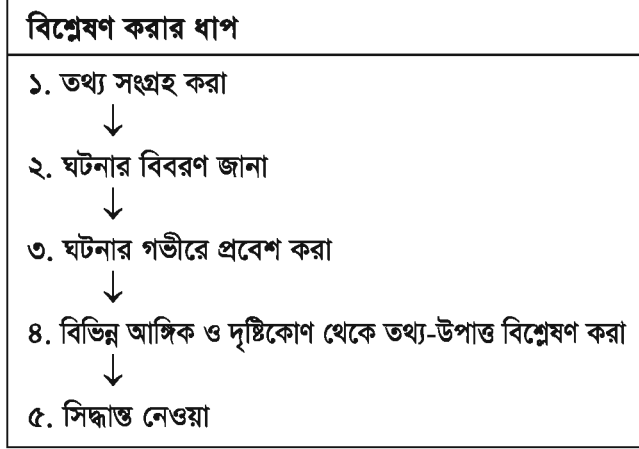 বিশ্লেষণ করার ধাপ
১. তথ্য সংগ্রহ করা
↓
২. ঘটনার বিবরণ জানা
↓
৩. ঘটনার গভীরে প্রবেশ করা
↓
৪. বিভিন্ন আঙ্গিক ও দৃষ্টিকোণ থেকে তথ্য-উপাত্ত বিশ্লেষণ করা
↓
৫. সিদ্ধান্ত নেওয়া